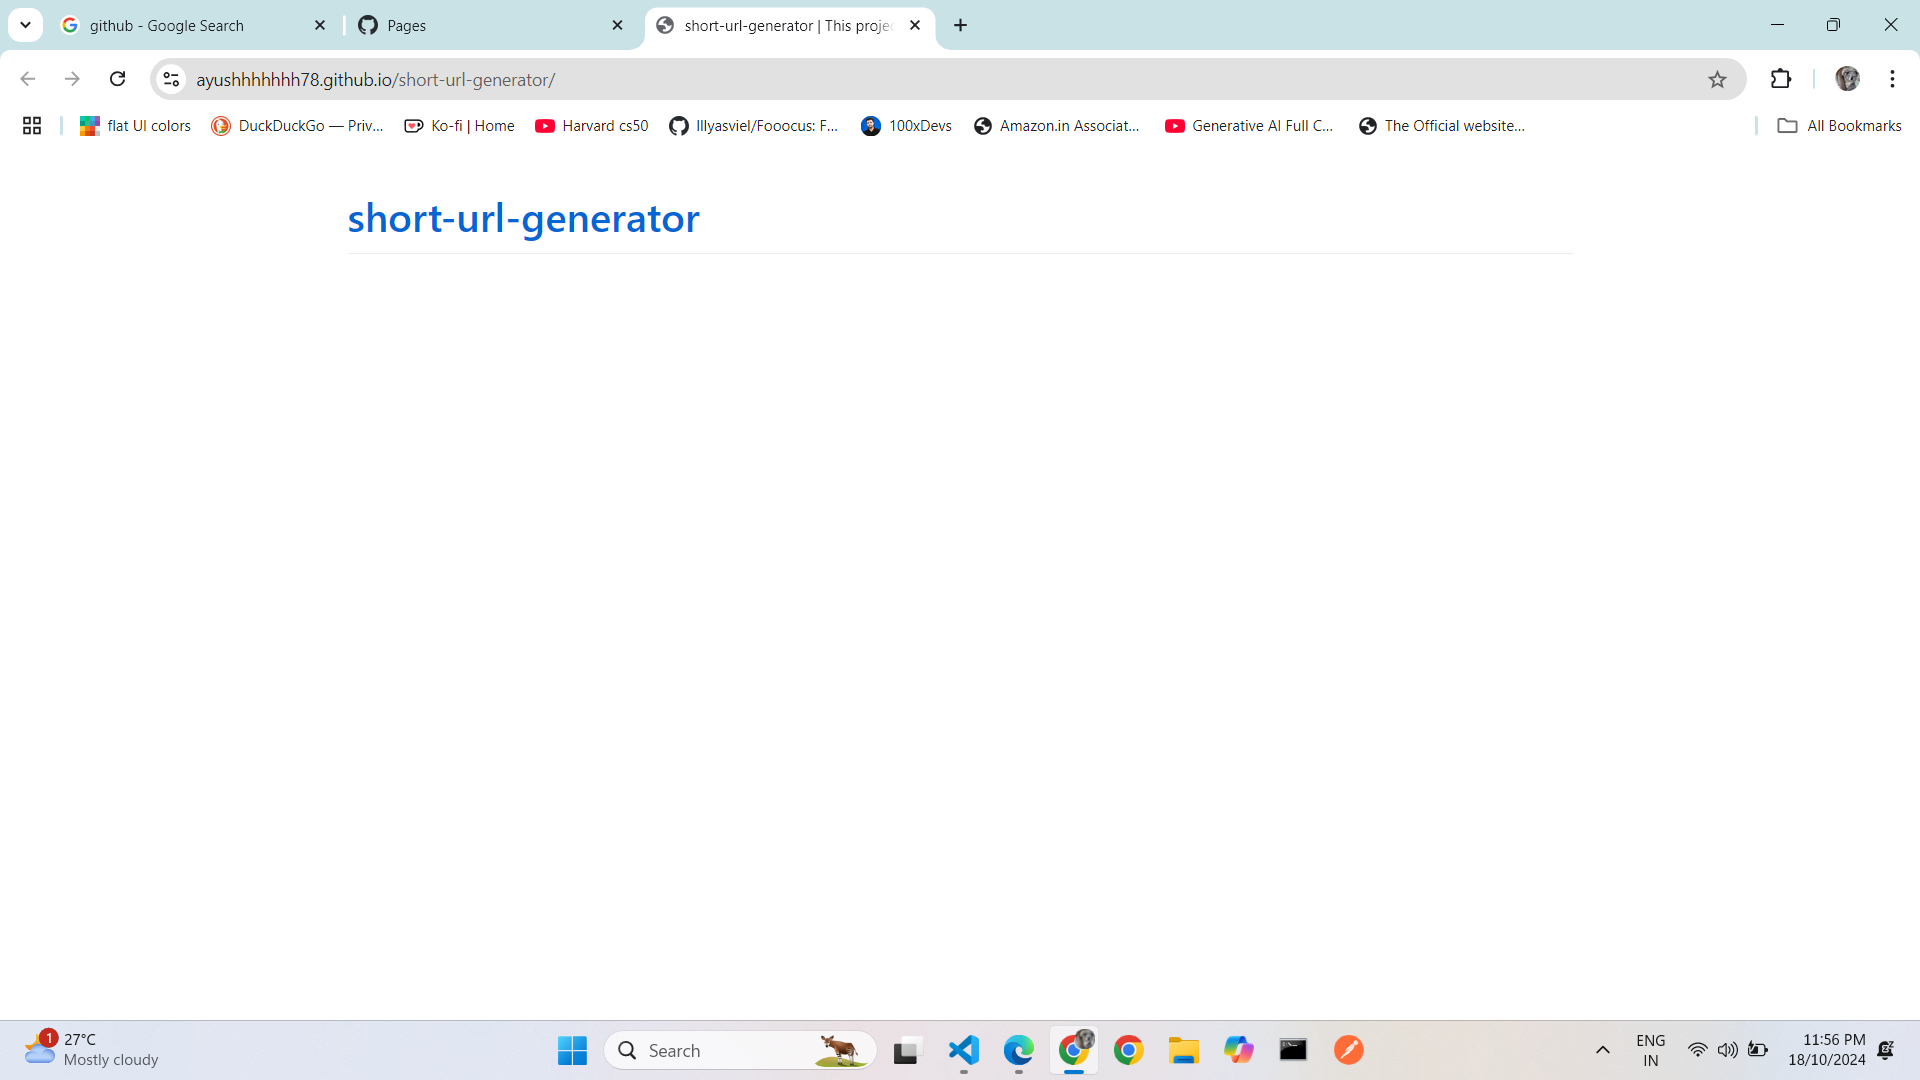 github - Google Search
Pages
short-url-generator | This projec
ayushhhhhhh78.github.io/short-url-generator/
flat UI colors
DuckDuckGo — Priv...
Ko-fi | Home
Harvard cs50
lllyasviel/Fooocus: F...
100xDevs
Amazon.in Associat...
Generative AI Full C...
The Official website...
All Bookmarks
short-url-generator
1
27°C
Mostly cloudy
Search
ENG
IN
11:56 PM
18/10/2024